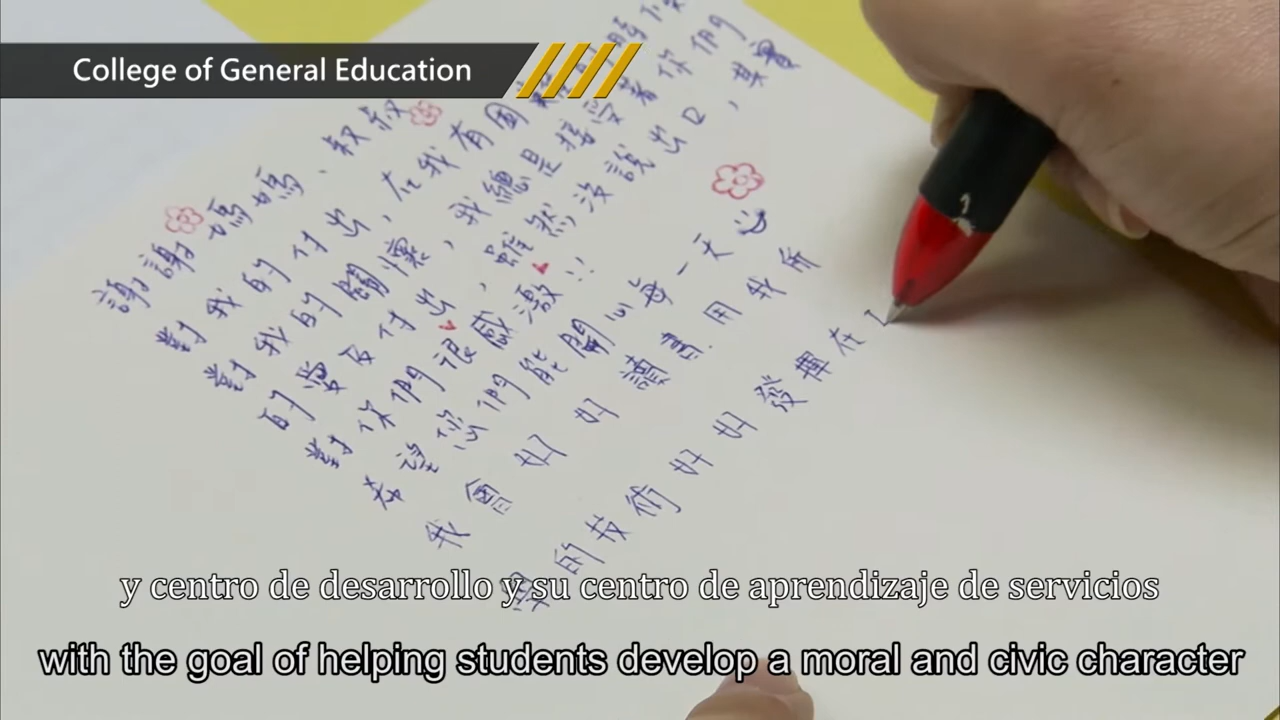 College of General Education
謝謝媽媽、叔叔
對我的付出,在我有困難
對我的關懷,我總是接受著你們
的愛及付出,雖然沒說出口,其實
對你們很感激!!
希望您們能開心每一天
我會好好讀書.用我所
學的技術好好發揮在
y centro de desarrollo y su centro de aprendizaje de servicios
with the goal of helping students develop a moral and civic character